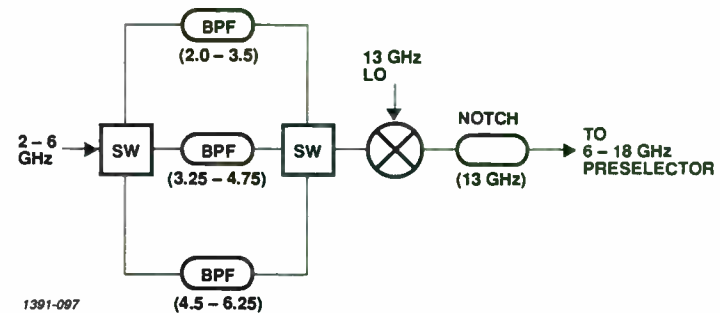 BPF
(2.0 – 3.5)
13 GHz
LO
NOTCH
2 – 6
GHz
SW
BPF
(3.25 – 4.75)
SW
(13 GHz)
TO
6 – 18 GHz
PRESELECTOR
BPF
(4.5 – 6.25)
1391-097